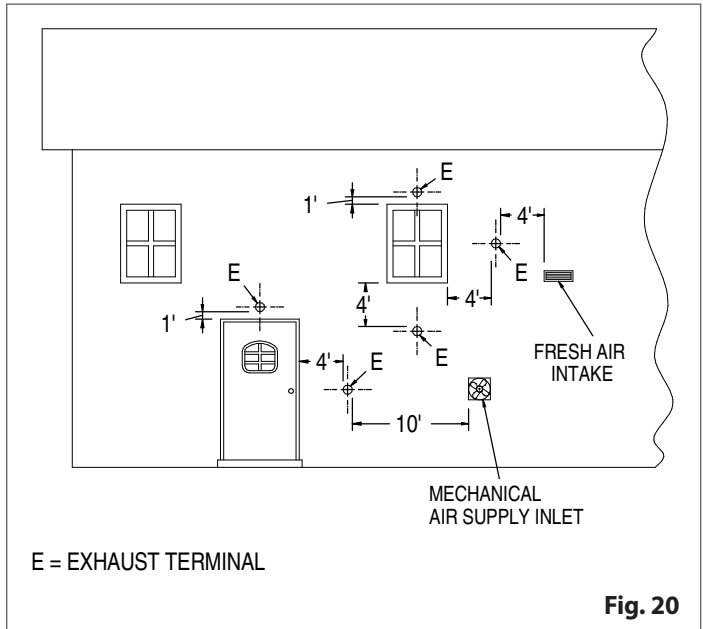 E
1'
4'
E
4'
E
1'
4'
E
FRESH AIR
INTAKE
4'
E
10'
MECHANICAL
AIR SUPPLY INLET
E = EXHAUST TERMINAL
Fig. 20